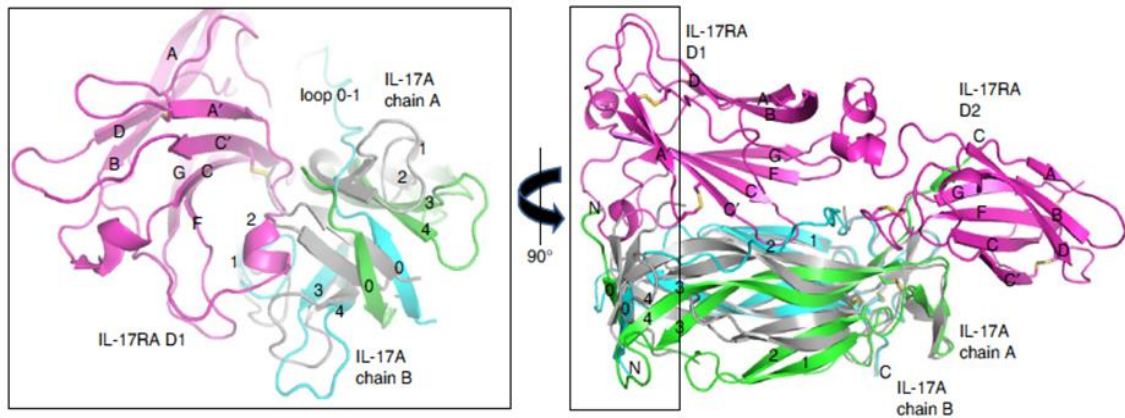 A
IL-17A
chain A
loop 0-1
A'
D
C'
B
G
C
F
1
2
3
4
2
1
3
4
0
0
IL-17RA D1
IL-17A
chain B
90°
IL-17RA
D1
D
A'
B
IL-17RA
D2
C
A
G
F
C
C'
A
G
F
B
C
D
C'
N
2
1
0
0
4
4
3
3
N
2
1
C
IL-17A
chain A
IL-17A
chain B